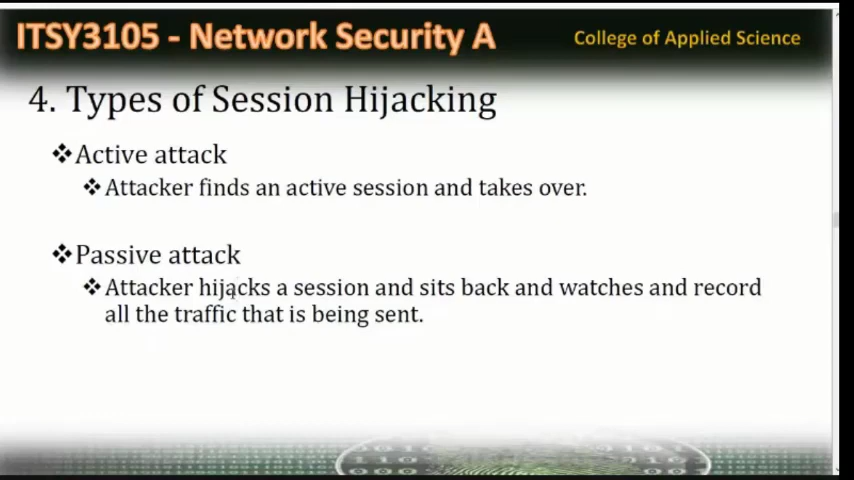 ITSY3105 - Network Security A
College of Applied Science
4. Types of Session Hijacking
❖Active attack
❖Attacker finds an active session and takes over.
❖Passive attack
❖Attacker hijacks a session and sits back and watches and record
all the traffic that is being sent.